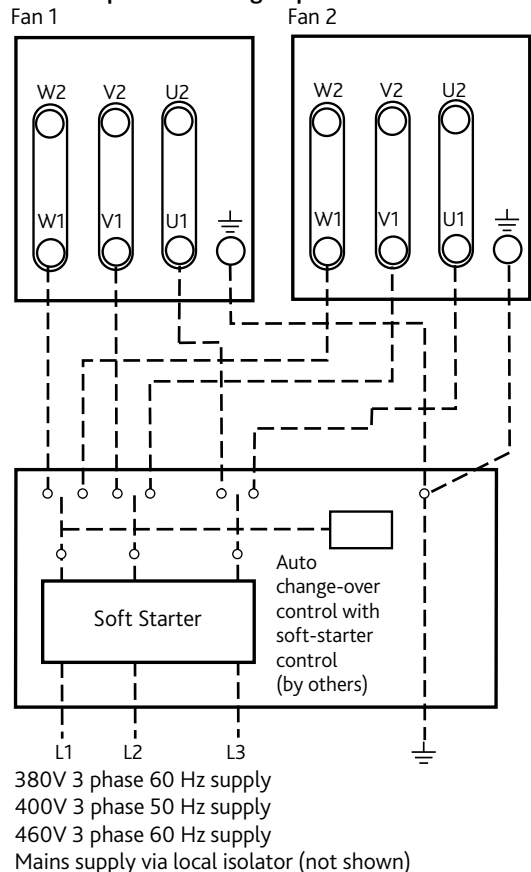 Fan 1
Fan 2
W2 V2 U2
W2 V2 U2
W1 V1 U1
W1 V1 U1
Auto
change-over
control with
soft-starter
control
(by others)
Soft Starter
L1 L2 L3
380V 3 phase 60 Hz supply
400V 3 phase 50 Hz supply
460V 3 phase 60 Hz supply
Mains supply via local isolator (not shown)